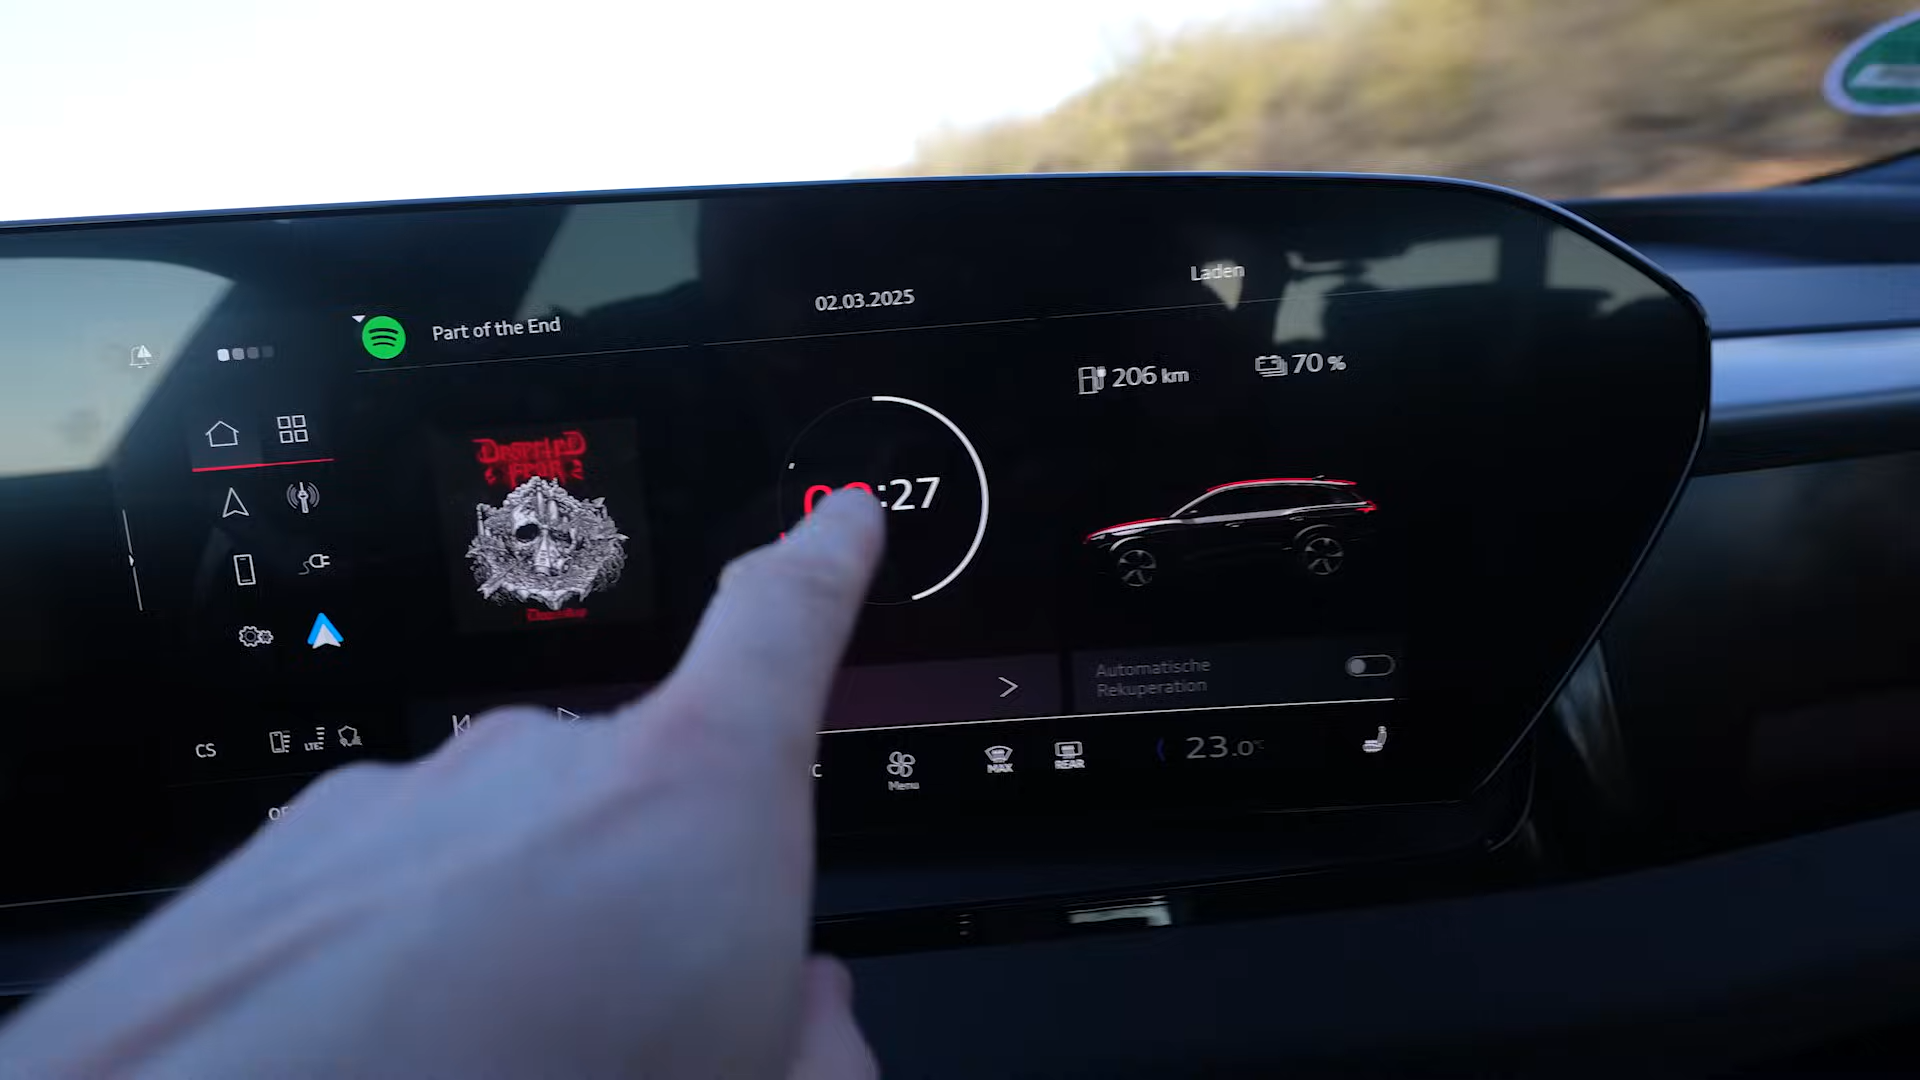 Part of the End
02.03.2025
Laden
206 km
70 %
:27
Automatische
Rekuperation
CS
LTE
Menu
MAX
REAR
23.0°C